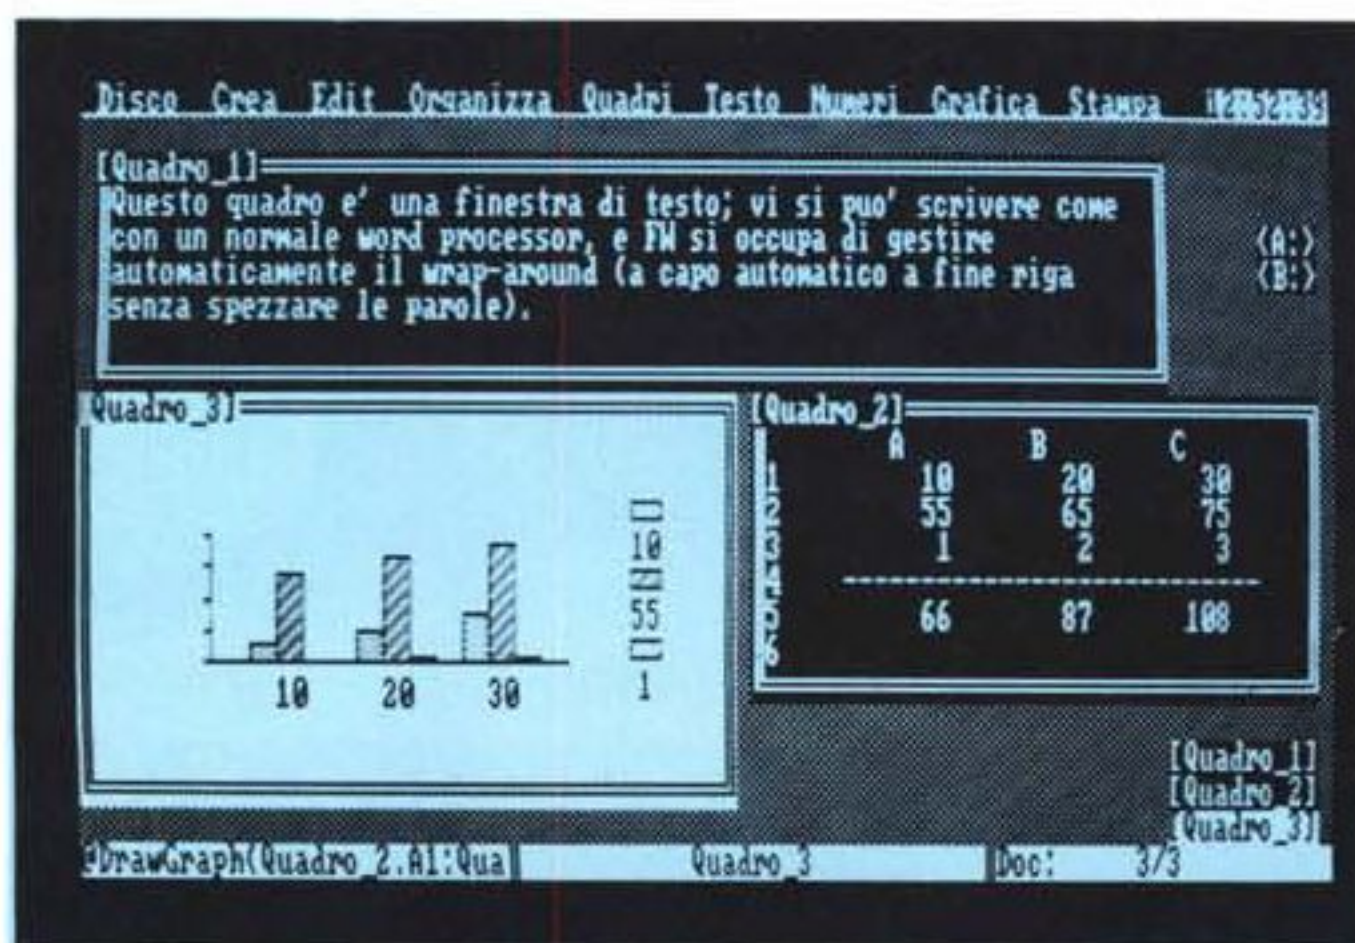 Disco Crea Edit Organizza Quadri Testo Numeri Grafica Stampa
[Quadro_1]
Questo quadro e' una finestra di testo; vi si puo' scrivere come
con un normale word processor, e FW si occupa di gestire
automaticamente il wrap-around (a capo automatico a fine riga
senza spezzare le parole).
<A:>
<B:>
Quadro_3]
10
55
1
10 20 30
[Quadro_2]
A B C
1 10 20 30
2 55 65 75
3 1 2 3
4 ------------------------------
5 66 87 108
6
[Quadro_1]
[Quadro_2]
[Quadro_3]
@DrawGraph(Quadro_2.A1:Qua Quadro_3 Doc: 3/3